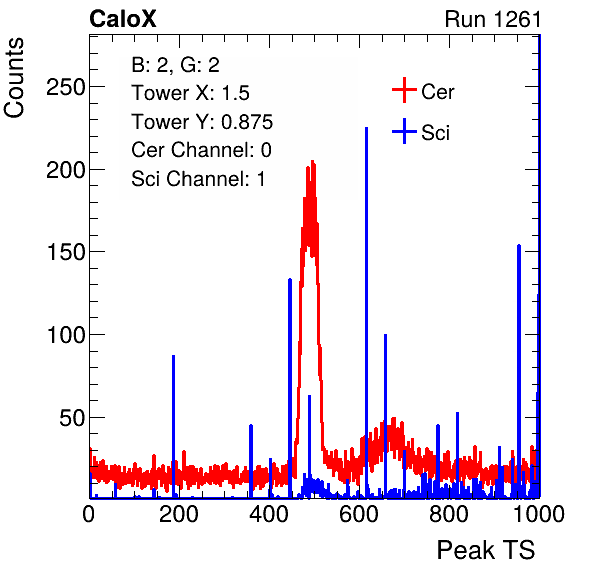 CaloX Run 1261
Counts
B: 2, G: 2
Tower X: 1.5
Tower Y: 0.875
Cer Channel: 0
Sci Channel: 1
Cer
Sci
250
200
150
100
50
0 200 400 600 800 1000
Peak TS